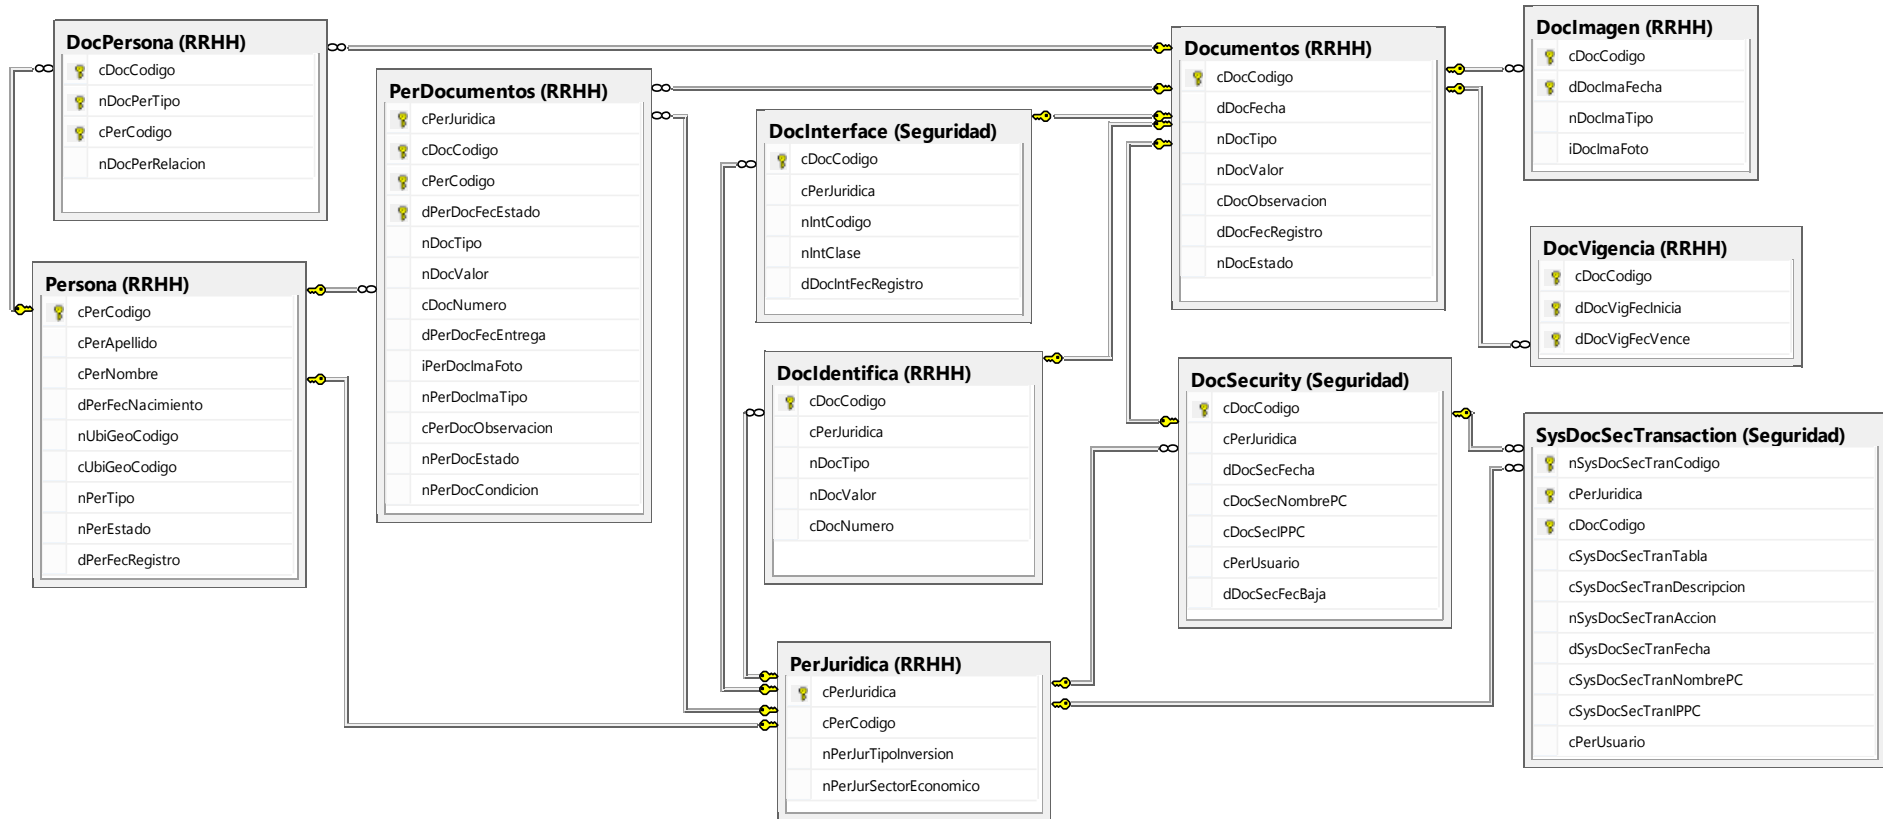 DocPersona (RRHH)
cDocCodigo
nDocPerTipo
cPerCodigo
nDocPerRelacion
Persona (RRHH)
cPerCodigo
cPerApellido
cPerNombre
dPerFecNacimiento
nUbiGeoCodigo
cUbiGeoCodigo
nPerTipo
nPerEstado
dPerFecRegistro
PerDocumentos (RRHH)
cPerJuridica
cDocCodigo
cPerCodigo
dPerDocFecEstado
nDocTipo
nDocValor
cDocNumero
dPerDocFecEntrega
iPerDocImaFoto
nPerDocImaTipo
cPerDocObservacion
nPerDocEstado
nPerDocCondicion
DocInterface (Seguridad)
cDocCodigo
cPerJuridica
nIntCodigo
nIntClase
dDocIntFecRegistro
DocIdentifica (RRHH)
cDocCodigo
cPerJuridica
nDocTipo
nDocValor
cDocNumero
PerJuridica (RRHH)
cPerJuridica
cPerCodigo
nPerJurTipoInversion
nPerJurSectorEconomico
Documentos (RRHH)
cDocCodigo
dDocFecha
nDocTipo
nDocValor
cDocObservacion
dDocFecRegistro
nDocEstado
DocSecurity (Seguridad)
cDocCodigo
cPerJuridica
dDocSecFecha
cDocSecNombrePC
cDocSecIPPC
cPerUsuario
dDocSecFecBaja
DocImagen (RRHH)
cDocCodigo
dDocImaFecha
nDocImaTipo
iDocImaFoto
DocVigencia (RRHH)
cDocCodigo
dDocVigFecInicia
dDocVigFecVence
SysDocSecTransaction (Seguridad)
nSysDocSecTranCodigo
cPerJuridica
cDocCodigo
cSysDocSecTranTabla
cSysDocSecTranDescripcion
nSysDocSecTranAccion
dSysDocSecTranFecha
cSysDocSecTranNombrePC
cSysDocSecTranIPPC
cPerUsuario